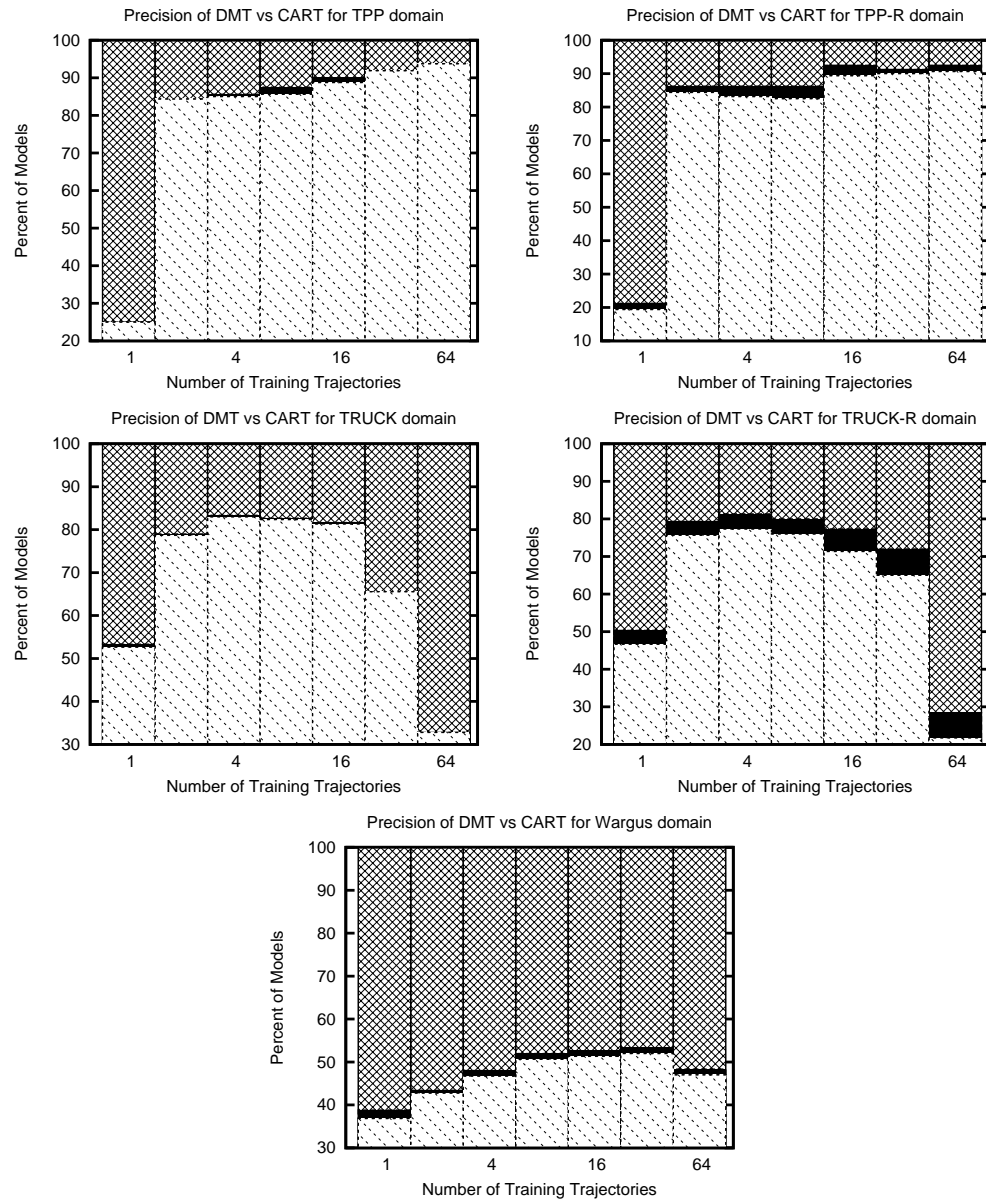 Precision of DMT vs CART for TPP domain
Percent of Models
100
90
80
70
60
50
40
30
20
1 4 16 64
Number of Training Trajectories
Precision of DMT vs CART for TPP-R domain
Percent of Models
100
90
80
70
60
50
40
30
20
10
1 4 16 64
Number of Training Trajectories
Precision of DMT vs CART for TRUCK domain
Percent of Models
100
90
80
70
60
50
40
30
1 4 16 64
Number of Training Trajectories
Precision of DMT vs CART for TRUCK-R domain
Percent of Models
100
90
80
70
60
50
40
30
20
1 4 16 64
Number of Training Trajectories
Precision of DMT vs CART for Wargus domain
Percent of Models
100
90
80
70
60
50
40
30
1 4 16 64
Number of Training Trajectories